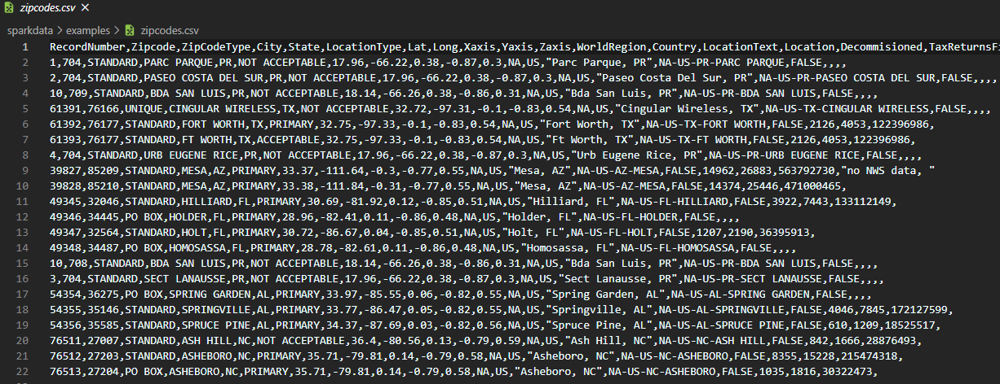 zipcodes.csv ×
sparkdata > examples > zipcodes.csv
1 RecordNumber,Zipcode,ZipCodeType,City,State,LocationType,Lat,Long,Xaxis,Yaxis,Zaxis,WorldRegion,Country,LocationText,Location,Decommisioned,TaxReturnsFi
2 1,704,STANDARD,PARC PARQUE,PR,NOT ACCEPTABLE,17.96,-66.22,0.38,-0.87,0.3,NA,US,"Parc Parque, PR",NA-US-PR-PARC PARQUE,FALSE,,,,
3 2,704,STANDARD,PASEO COSTA DEL SUR,PR,NOT ACCEPTABLE,17.96,-66.22,0.38,-0.87,0.3,NA,US,"Paseo Costa Del Sur, PR",NA-US-PR-PASEO COSTA DEL SUR,FALSE,,,,
4 10,709,STANDARD,BDA SAN LUIS,PR,NOT ACCEPTABLE,18.14,-66.26,0.38,-0.86,0.31,NA,US,"Bda San Luis, PR",NA-US-PR-BDA SAN LUIS,FALSE,,,,
5 61391,76166,UNIQUE,CINGULAR WIRELESS,TX,NOT ACCEPTABLE,32.72,-97.31,-0.1,-0.83,0.54,NA,US,"Cingular Wireless, TX",NA-US-TX-CINGULAR WIRELESS,FALSE,,,,
6 61392,76177,STANDARD,FORT WORTH,TX,PRIMARY,32.75,-97.33,-0.1,-0.83,0.54,NA,US,"Fort Worth, TX",NA-US-TX-FORT WORTH,FALSE,2126,4053,122396986,
7 61393,76177,STANDARD,FT WORTH,TX,ACCEPTABLE,32.75,-97.33,-0.1,-0.83,0.54,NA,US,"Ft Worth, TX",NA-US-TX-FT WORTH,FALSE,2126,4053,122396986,
8 4,704,STANDARD,URB EUGENE RICE,PR,NOT ACCEPTABLE,17.96,-66.22,0.38,-0.87,0.3,NA,US,"Urb Eugene Rice, PR",NA-US-PR-URB EUGENE RICE,FALSE,,,,
9 39827,85209,STANDARD,MESA,AZ,PRIMARY,33.37,-111.64,-0.3,-0.77,0.55,NA,US,"Mesa, AZ",NA-US-AZ-MESA,FALSE,14962,26883,563792730,"no NWS data, "
10 39828,85210,STANDARD,MESA,AZ,PRIMARY,33.38,-111.84,-0.31,-0.77,0.55,NA,US,"Mesa, AZ",NA-US-AZ-MESA,FALSE,14374,25446,471000465,
11 49345,32046,STANDARD,HILLIARD,FL,PRIMARY,30.69,-81.92,0.12,-0.85,0.51,NA,US,"Hilliard, FL",NA-US-FL-HILLIARD,FALSE,3922,7443,133112149,
12 49346,34445,PO BOX,HOLDER,FL,PRIMARY,28.96,-82.41,0.11,-0.86,0.48,NA,US,"Holder, FL",NA-US-FL-HOLDER,FALSE,,,,
13 49347,32564,STANDARD,HOLT,FL,PRIMARY,30.72,-86.67,0.04,-0.85,0.51,NA,US,"Holt, FL",NA-US-FL-HOLT,FALSE,1207,2190,36395913,
14 49348,34487,PO BOX,HOMOSASSA,FL,PRIMARY,28.78,-82.61,0.11,-0.86,0.48,NA,US,"Homosassa, FL",NA-US-FL-HOMOSASSA,FALSE,,,,
15 10,708,STANDARD,BDA SAN LUIS,PR,NOT ACCEPTABLE,18.14,-66.26,0.38,-0.86,0.31,NA,US,"Bda San Luis, PR",NA-US-PR-BDA SAN LUIS,FALSE,,,,
16 3,704,STANDARD,SECT LANAUSSE,PR,NOT ACCEPTABLE,17.96,-66.22,0.38,-0.87,0.3,NA,US,"Sect Lanausse, PR",NA-US-PR-SECT LANAUSSE,FALSE,,,,
17 54354,36275,PO BOX,SPRING GARDEN,AL,PRIMARY,33.97,-85.55,0.06,-0.82,0.55,NA,US,"Spring Garden, AL",NA-US-AL-SPRING GARDEN,FALSE,,,,
18 54355,35146,STANDARD,SPRINGVILLE,AL,PRIMARY,33.77,-86.47,0.05,-0.82,0.55,NA,US,"Springville, AL",NA-US-AL-SPRINGVILLE,FALSE,4046,7845,172127599,
19 54356,35585,STANDARD,SPRUCE PINE,AL,PRIMARY,34.37,-87.69,0.03,-0.82,0.56,NA,US,"Spruce Pine, AL",NA-US-AL-SPRUCE PINE,FALSE,610,1209,18525517,
20 76511,27007,STANDARD,ASH HILL,NC,NOT ACCEPTABLE,36.4,-80.56,0.13,-0.79,0.59,NA,US,"Ash Hill, NC",NA-US-NC-ASH HILL,FALSE,842,1666,28876493,
21 76512,27203,STANDARD,ASHEBORO,NC,PRIMARY,35.71,-79.81,0.14,-0.79,0.58,NA,US,"Asheboro, NC",NA-US-NC-ASHEBORO,FALSE,8355,15228,215474318,
22 76513,27204,PO BOX,ASHEBORO,NC,PRIMARY,35.71,-79.81,0.14,-0.79,0.58,NA,US,"Asheboro, NC",NA-US-NC-ASHEBORO,FALSE,1035,1816,30322473,